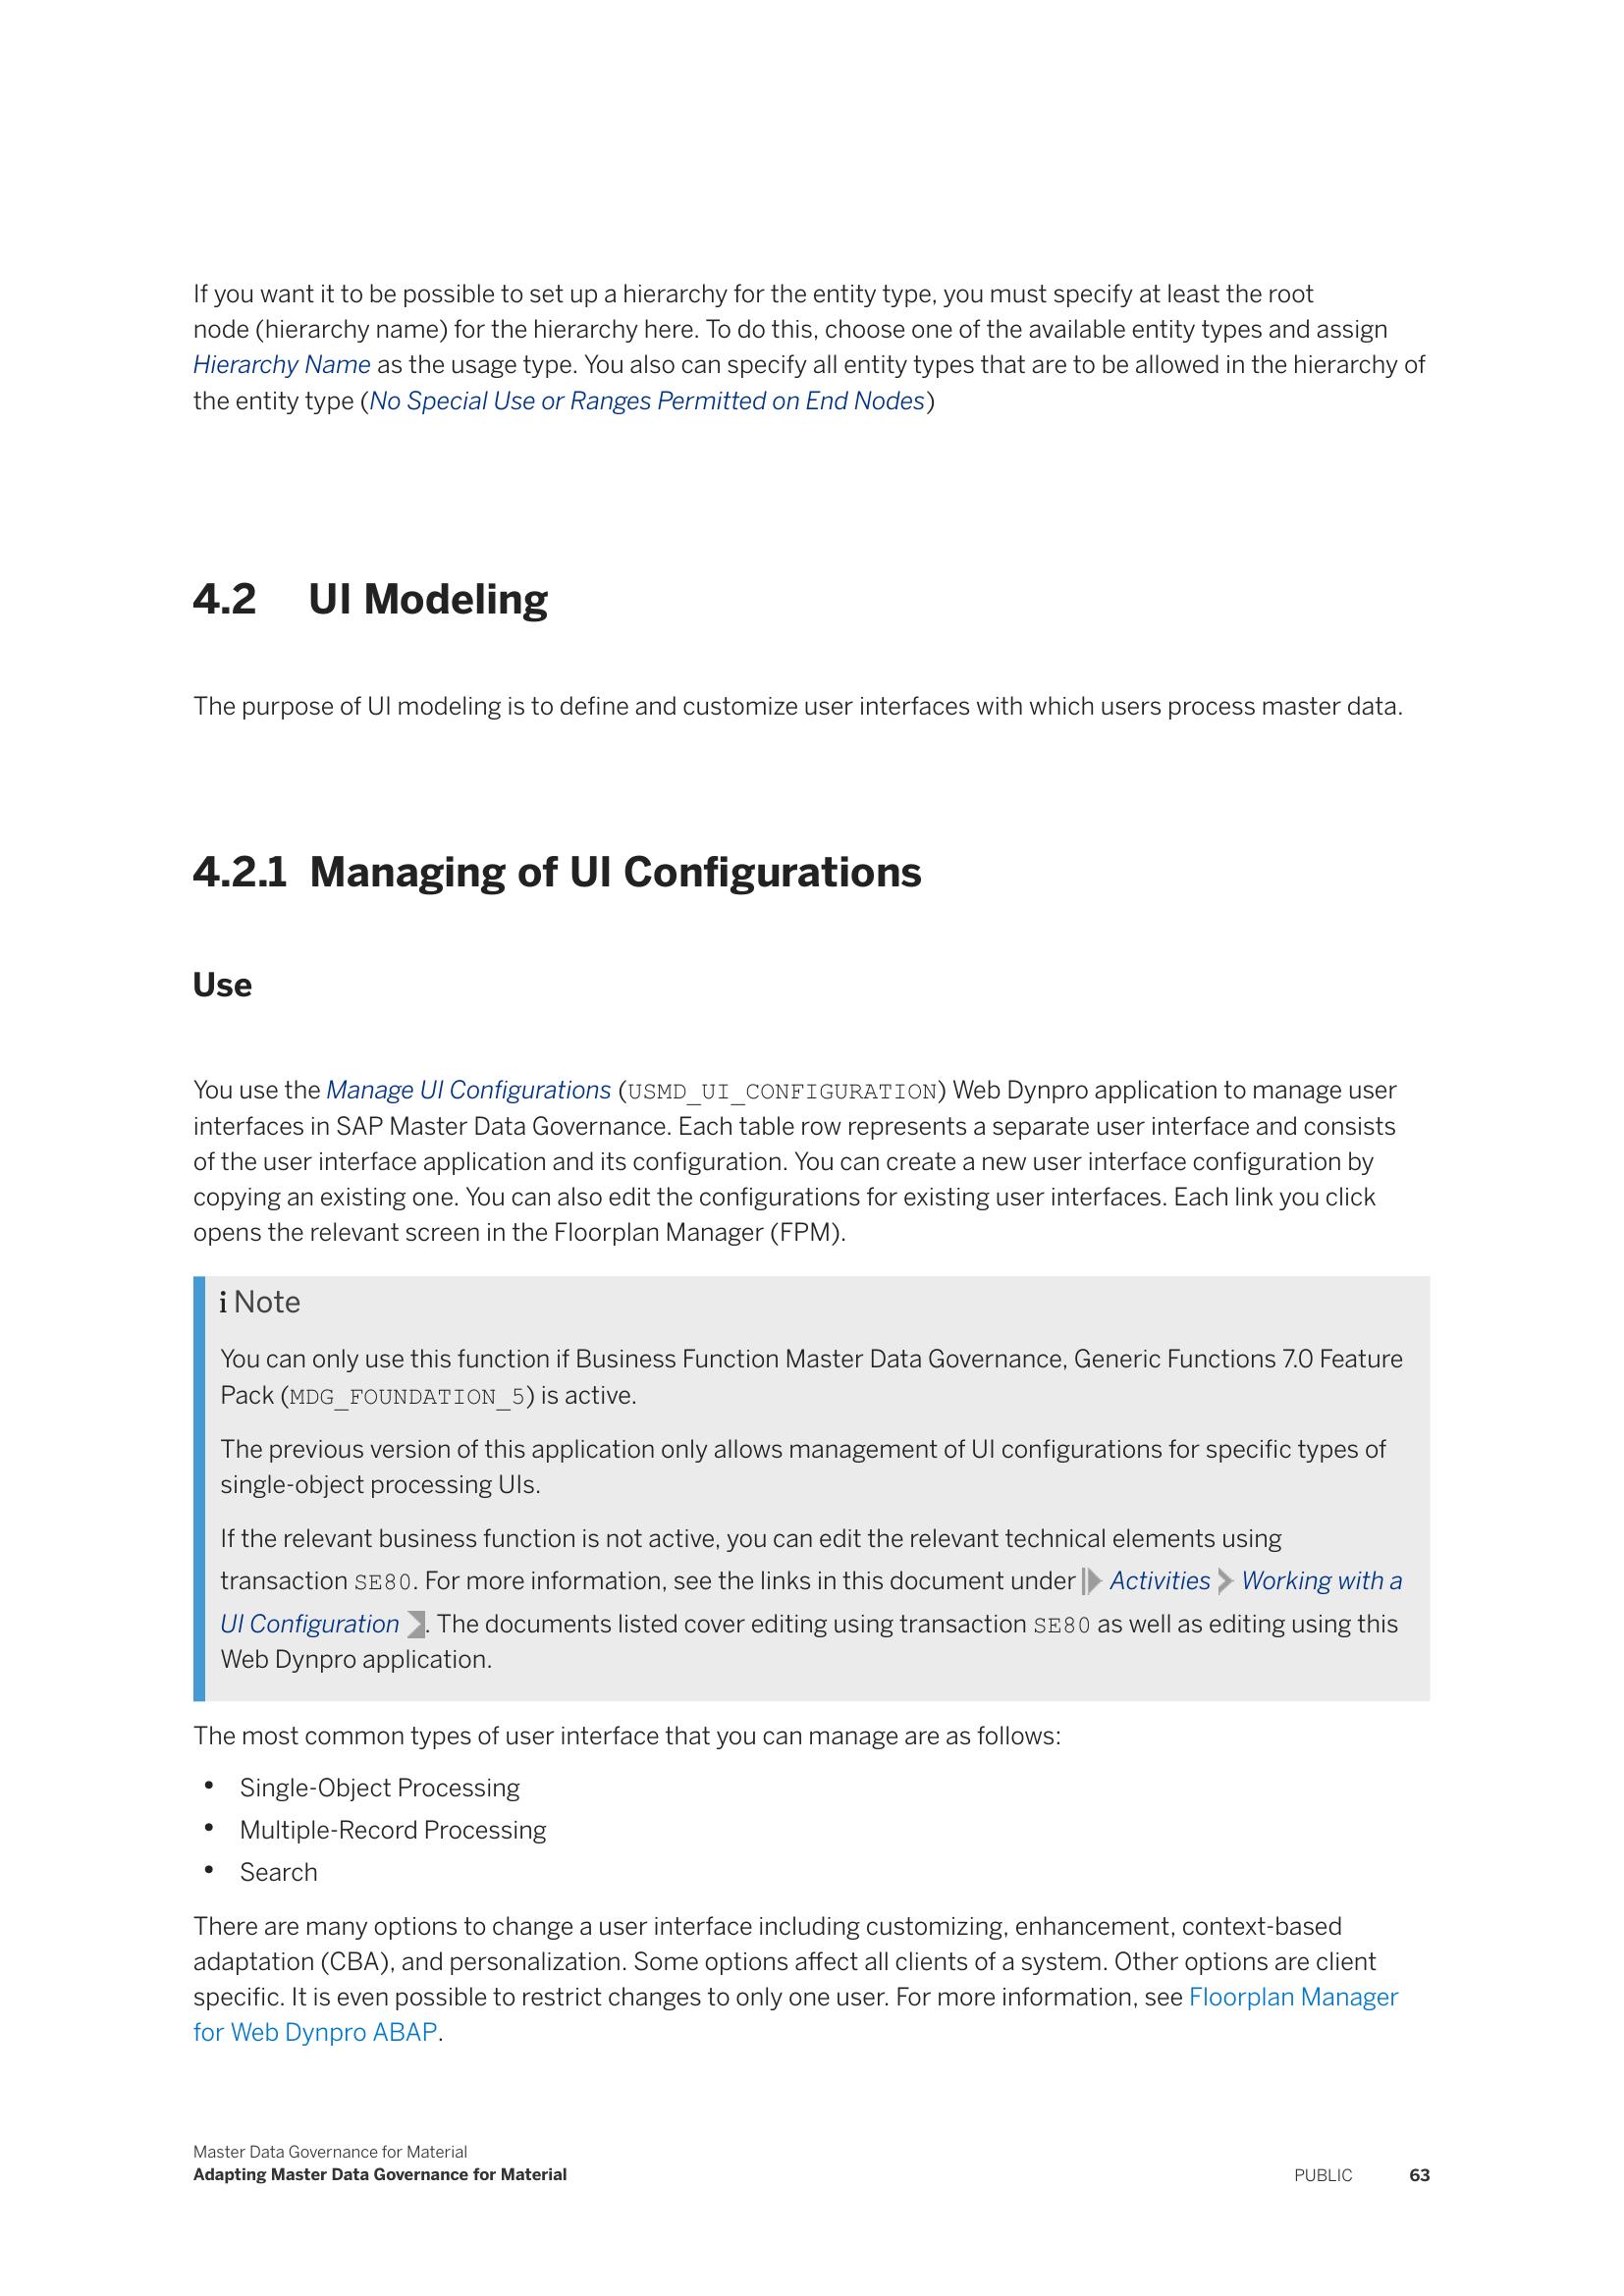 If you want it to be possible to set up a hierarchy for the entity type, you must specify at least the root
node (hierarchy name) for the hierarchy here. To do this, choose one of the available entity types and assign
Hierarchy Name as the usage type. You also can specify all entity types that are to be allowed in the hierarchy of
the entity type (No Special Use or Ranges Permitted on End Nodes)
4.2 UI Modeling
The purpose of UI modeling is to define and customize user interfaces with which users process master data.
4.2.1 Managing of UI Configurations
Use
You use the Manage UI Configurations (USMD_UI_CONFIGURATION) Web Dynpro application to manage user
interfaces in SAP Master Data Governance. Each table row represents a separate user interface and consists
of the user interface application and its configuration. You can create a new user interface configuration by
copying an existing one. You can also edit the configurations for existing user interfaces. Each link you click
opens the relevant screen in the Floorplan Manager (FPM).
i Note
You can only use this function if Business Function Master Data Governance, Generic Functions 7.0 Feature
Pack (MDG_FOUNDATION_5) is active.
The previous version of this application only allows management of UI configurations for specific types of
single-object processing UIs.
If the relevant business function is not active, you can edit the relevant technical elements using
transaction SE80. For more information, see the links in this document under Activities Working with a
UI Configuration . The documents listed cover editing using transaction SE80 as well as editing using this
Web Dynpro application.
The most common types of user interface that you can manage are as follows:
• Single-Object Processing
• Multiple-Record Processing
• Search
There are many options to change a user interface including customizing, enhancement, context-based
adaptation (CBA), and personalization. Some options affect all clients of a system. Other options are client
specific. It is even possible to restrict changes to only one user. For more information, see Floorplan Manager
for Web Dynpro ABAP.
Master Data Governance for Material
Adapting Master Data Governance for Material PUBLIC 63